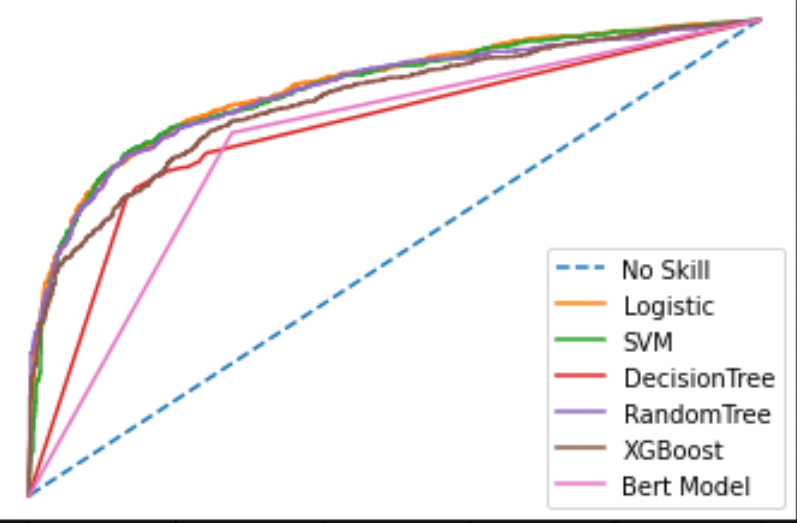 No Skill
Logistic
SVM
DecisionTree
RandomTree
XGBoost
Bert Model